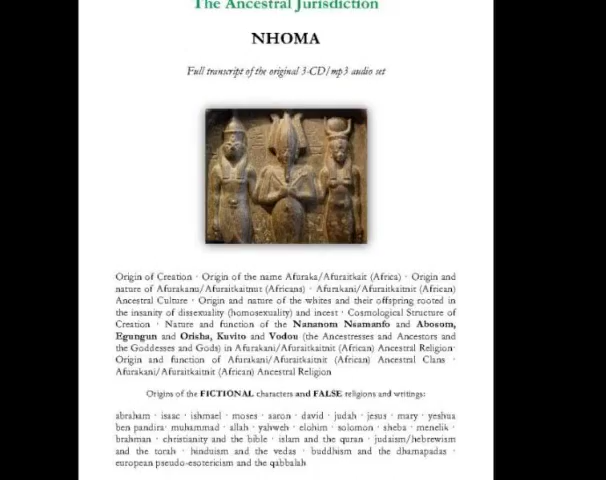 The Ancestral Jurisdiction
NHOMA
Full transcript of the original 3-CD/mp3 audio set
Origin of Creation · Origin of the name Afuraka/Afuraitkait (Africa) · Origin and
nature of Afurakanu/Afuraitkaitnut (Africans) · Afurakani/Afuraitkaitnit (African)
Ancestral Culture · Origin and nature of the whites and their offspring rooted in
the insanity of dissexuality (homosexuality) and incest · Cosmological Structure of
Creation · Nature and function of the Nananom Nsamanfo and Abosom,
Egungun and Orisha, Kuvito and Vodou (the Ancestresses and Ancestors and
the Goddesses and Gods) in Afurakani/Afuraitkaitnit (African) Ancestral Religion·
Origin and function of Afurakani/Afuraitkaitnit (African) Ancestral Clans ·
Afurakani/Afuraitkaitnit (African) Ancestral Religion
Origins of the FICTIONAL characters and FALSE religions and writings:
abraham · isaac · ishmael · moses · aaron · david · judah · jesus · mary · yeshua
ben pandira· muhammad · allah · yahweh · elohim · solomon · sheba · menelik ·
brahman · christianity and the bible · islam and the quran · judaism/hebrewism
and the torah · hinduism and the vedas · buddhism and the dhamapadas ·
european pseudo-esotericism and the qabbalah